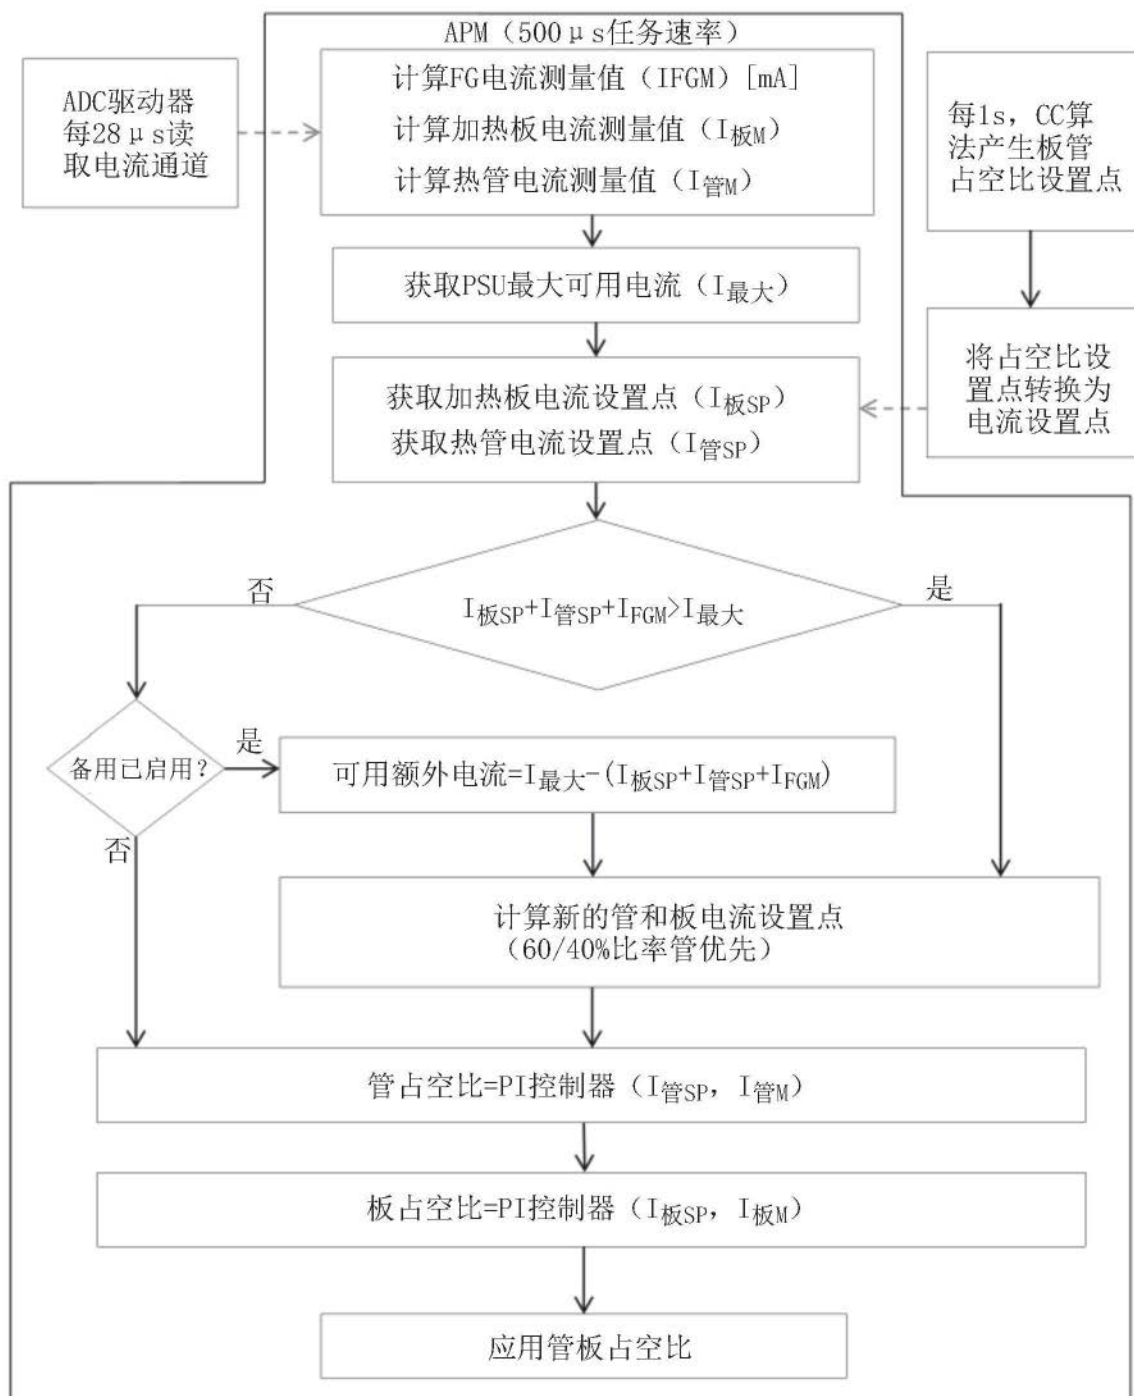 APM（500μs任务速率）
ADC驱动器
每28μs读
取电流通道
计算FG电流测量值（IFGM）[mA]
计算加热板电流测量值（I板M）
计算热管电流测量值（I管M）
每1s，CC算
法产生板管
占空比设置点
获取PSU最大可用电流（I最大）
将占空比设
置点转换为
电流设置点
获取加热板电流设置点（I板SP）
获取热管电流设置点（I管SP）
否
是
I板SP+I管SP+IFGM>I最大
备用已启用?
是
可用额外电流=I最大-(I板SP+I管SP+IFGM)
否
计算新的管和板电流设置点
（60/40%比率管优先）
管占空比=PI控制器（I管SP，I管M）
板占空比=PI控制器（I板SP，I板M）
应用管板占空比